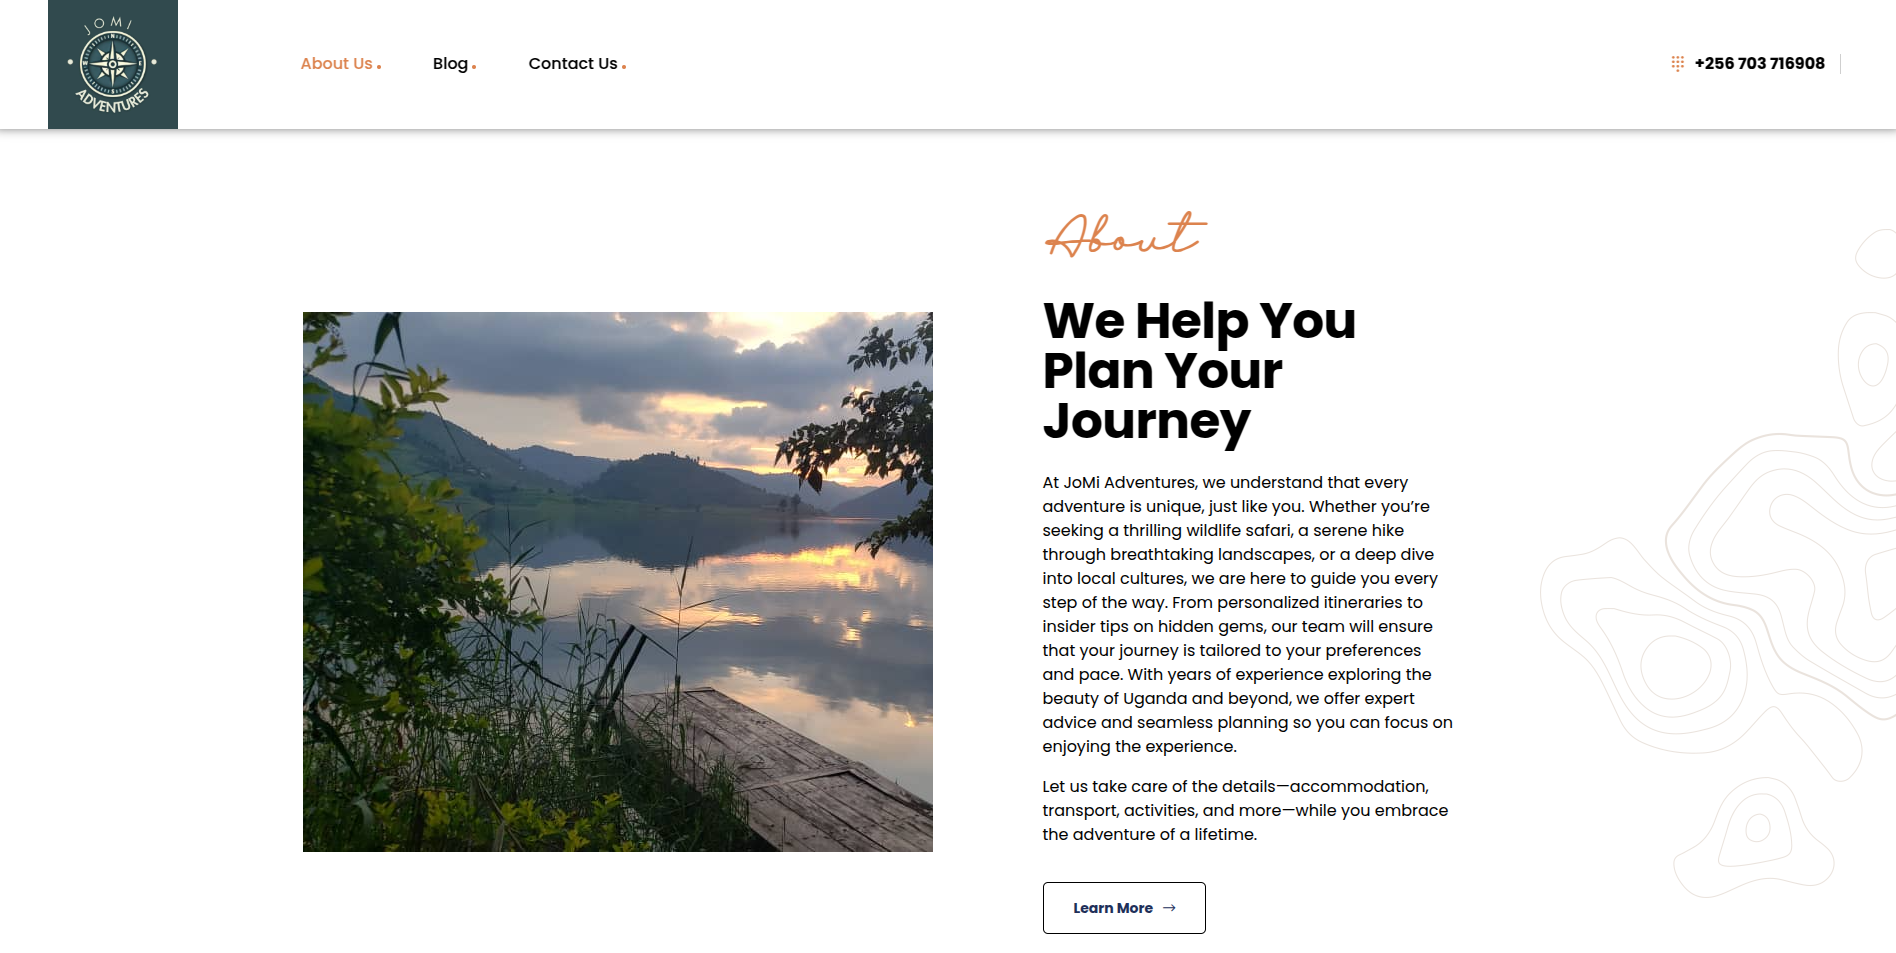 JOMI
ADVENTURES
About Us
Blog
Contact Us
+256 703 716908
About
We Help You
Plan Your
Journey
At JoMi Adventures, we understand that every
adventure is unique, just like you. Whether you’re
seeking a thrilling wildlife safari, a serene hike
through breathtaking landscapes, or a deep dive
into local cultures, we are here to guide you every
step of the way. From personalized itineraries to
insider tips on hidden gems, our team will ensure
that your journey is tailored to your preferences
and pace. With years of experience exploring the
beauty of Uganda and beyond, we offer expert
advice and seamless planning so you can focus on
enjoying the experience.
Let us take care of the details—accommodation,
transport, activities, and more—while you embrace
the adventure of a lifetime.
Learn More →